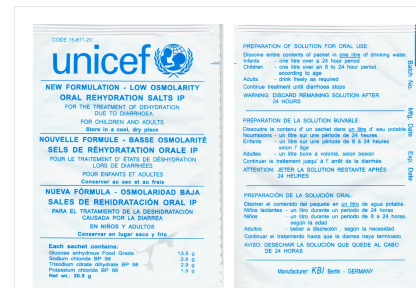 CODE 15-611-20
unicef
NEW FORMULATION - LOW OSMOLARITY
ORAL REHYDRATION SALTS IP
FOR THE TREATMENT OF DEHYDRATION
DUE TO DIARRHOEA
FOR CHILDREN AND ADULTS
Store in a cool, dry place
NOUVELLE FORMULE - BASSE OSMOLARITÉ
SELS DE RÉHYDRATATION ORALE IP
POUR LE TRAITEMENT D' ÉTATS DE DÉSHYDRATATION
LORS DE DIARRHÉES
POUR ENFANTS ET ADULTES
Conserver au sec et au frais
NUEVA FÓRMULA - OSMOLARIDAD BAJA
SALES DE REHIDRATACIÓN ORAL IP
PARA EL TRATAMIENTO DE LA DESHIDRATACIÓN
CAUSADA POR LA DIARREA
EN NIÑOS Y ADULTOS
Conservar en lugar seco y frío
Each sachet contains:
Glucose anhydrous Food Grade 13.5 g
Sodium chloride BP 98 2.6 g
Trisodium citrate dihydrate BP 98 2.9 g
Potassium chloride BP 98 1.5 g
Net wt: 20.5 g
PREPARATION OF SOLUTION FOR ORAL USE:
Dissolve entire contents of packet in one litre of drinking water.
Infants - one litre over a 24 hour period
Children - one litre over an 8 to 24 hour period,
according to age
Adults - drink freely as required
Continue treatment until diarrhoea stops
WARNING: DISCARD REMAINING SOLUTION AFTER
24 HOURS
PRÉPARATION DE LA SOLUTION BUVABLE:
Dissoudre le contenu d' un sachet dans un litre d' eau potable.
Nourrissons - un litre sur une période de 24 heures
Enfants - un litre sur une période de 8 à 24 heures
selon l' âge
Adultes - un litre boire à volonté, selon besoin
Continuer le traitement jusqu' à l' arrêt de la diarrhée
ATTENTION: JETER LA SOLUTION RESTANTE APRÈS
24 HEURES
PREPARACIÓN DE LA SOLUCIÓN ORAL:
Disolver el contenido del paquete en un litro de agua potable.
Niños lactantes - un litro durante un período de 24 horas
Niños - un litro durante un período de 8 a 24 horas,
según la edad
Adultos - beber a discreción , según la necesidad.
Continuar el tratamiento hasta que la diarrea haya terminado
AVISO: DESECHAR LA SOLUCIÓN QUE QUEDE AL CABO
DE 24 HORAS
Manufacturer: KBI Berlin - GERMANY
Batch No.
Mfg. Date
Exp. Date